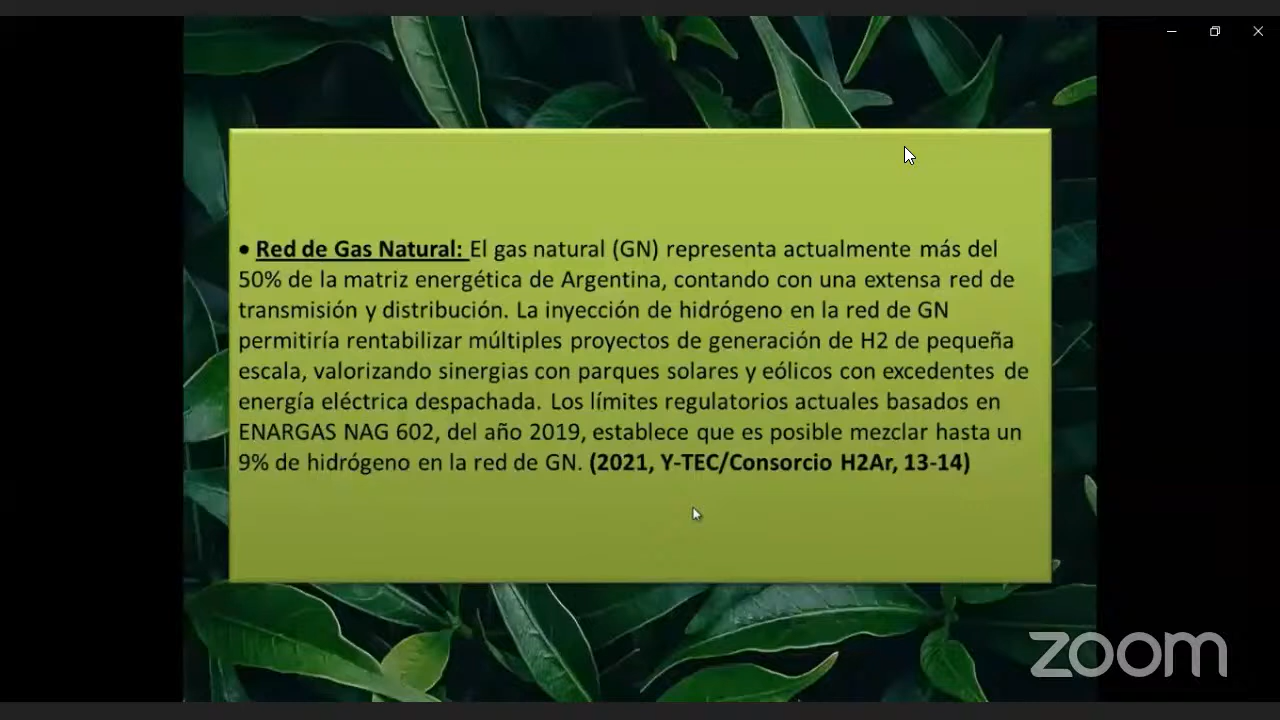 • Red de Gas Natural: El gas natural (GN) representa actualmente más del
50% de la matriz energética de Argentina, contando con una extensa red de
transmisión y distribución. La inyección de hidrógeno en la red de GN
permitiría rentabilizar múltiples proyectos de generación de H2 de pequeña
escala, valorizando sinergias con parques solares y eólicos con excedentes de
energía eléctrica despachada. Los límites regulatorios actuales basados en
ENARGAS NAG 602, del año 2019, establece que es posible mezclar hasta un
9% de hidrógeno en la red de GN. (2021, Y-TEC/Consorcio H2Ar, 13-14)
zoom